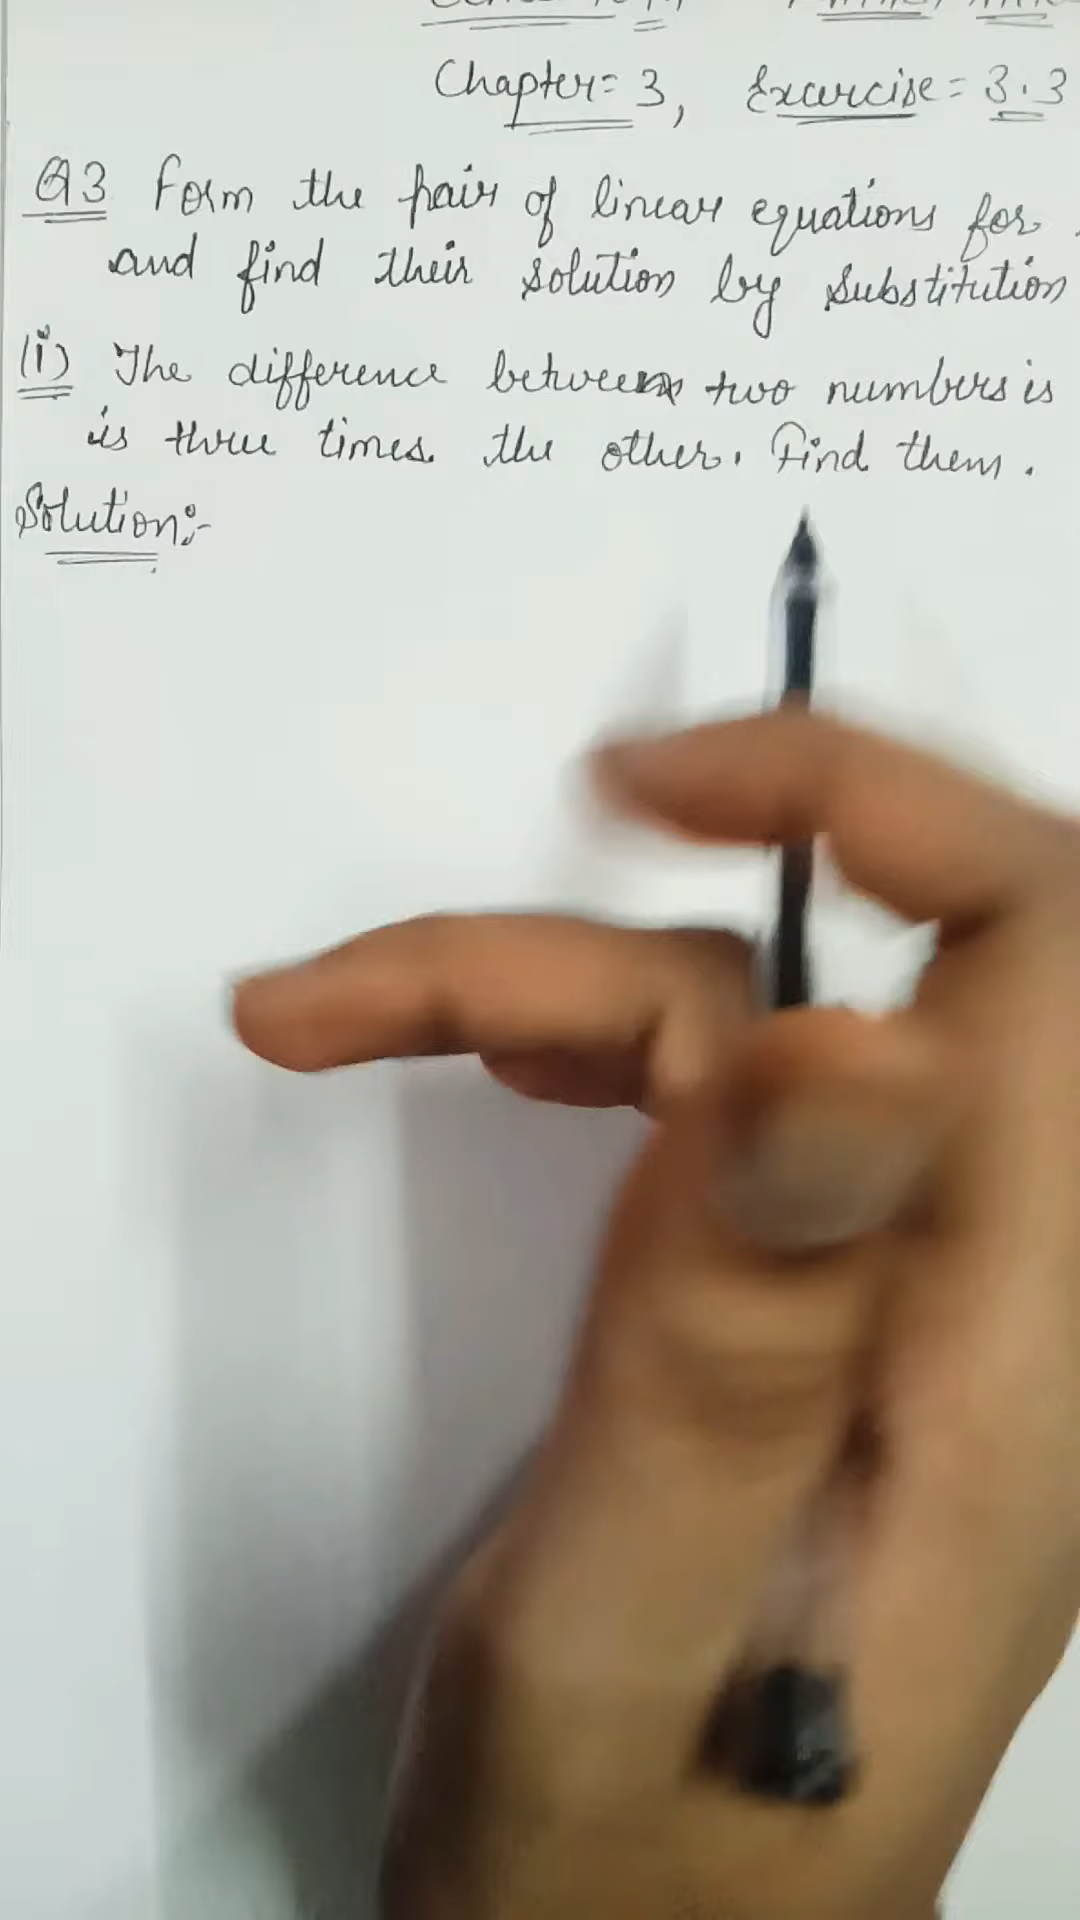 Chapter = 3, Excercise = 3.3
Q3 Form the pair of linear equations for
and find their solution by substitution
(i) The difference between two numbers is
is three times the other. Find them.
Solution:-